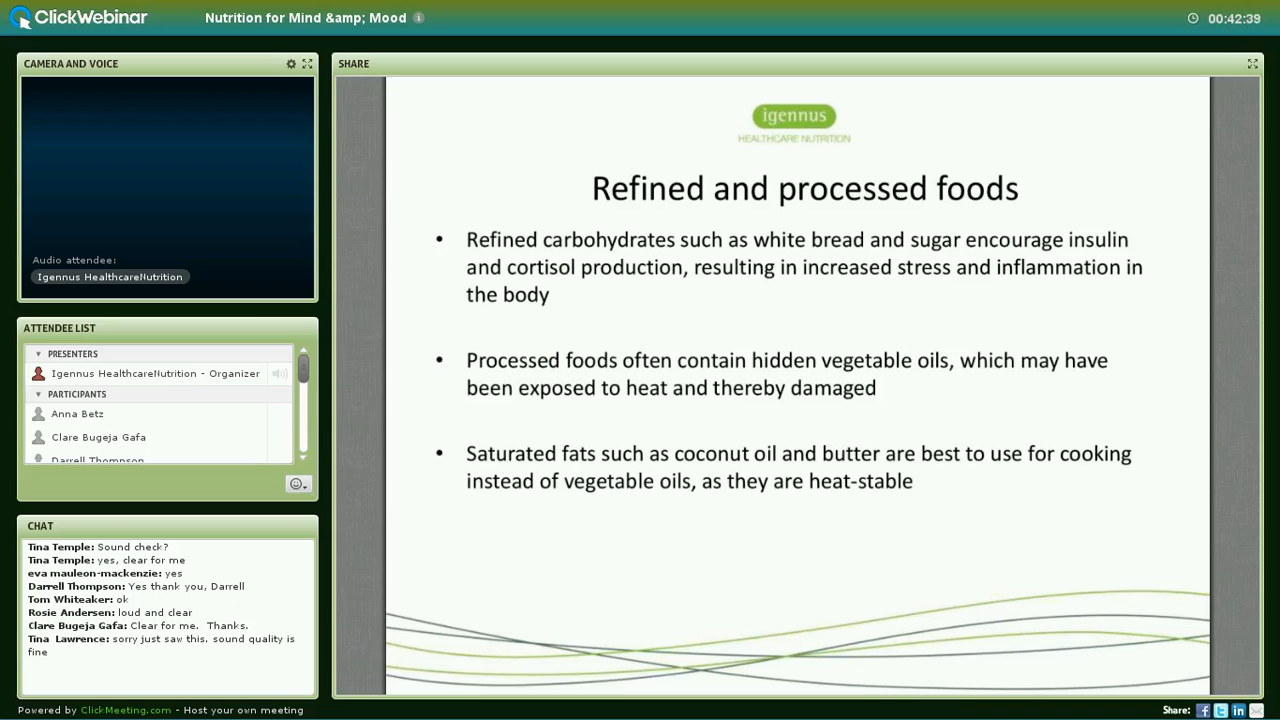 ClickWebinar
Nutrition for Mind &amp; Mood
00:42:39
CAMERA AND VOICE
Audio attendee:
Igennus HealthcareNutrition
ATTENDEE LIST
PRESENTERS
Igennus HealthcareNutrition - Organizer
PARTICIPANTS
Anna Betz
Clare Bugeja Gafa
Darrell Thompson
CHAT
Tina Temple: Sound check?
Tina Temple: yes, clear for me
eva mauleon-mackenzie: yes
Darrell Thompson: Yes thank you, Darrell
Tom Whiteaker: ok
Rosie Andersen: loud and clear
Clare Bugeja Gafa: Clear for me. Thanks.
Tina Lawrence: sorry just saw this. sound quality is
fine
SHARE
igennus
HEALTHCARE NUTRITION
Refined and processed foods
• Refined carbohydrates such as white bread and sugar encourage insulin
and cortisol production, resulting in increased stress and inflammation in
the body
• Processed foods often contain hidden vegetable oils, which may have
been exposed to heat and thereby damaged
• Saturated fats such as coconut oil and butter are best to use for cooking
instead of vegetable oils, as they are heat-stable
Powered by ClickMeeting.com - Host your own meeting
Share: